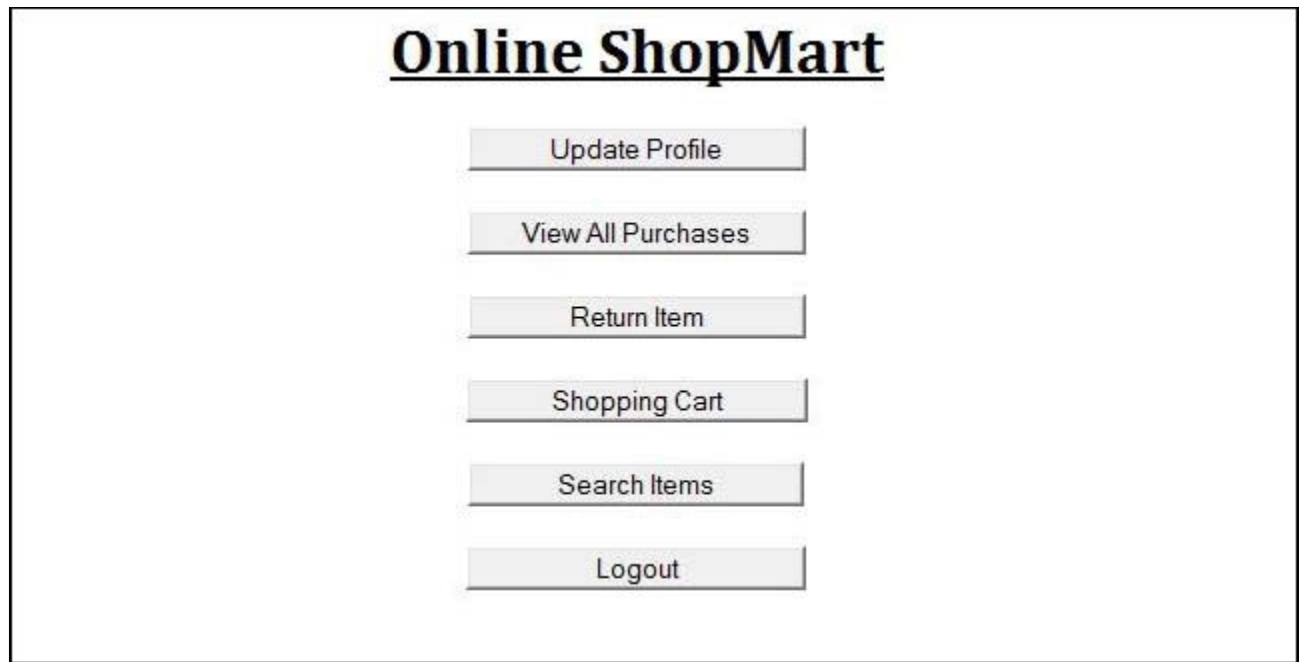 Online ShopMart
Update Profile
View All Purchases
Return Item
Shopping Cart
Search Items
Logout